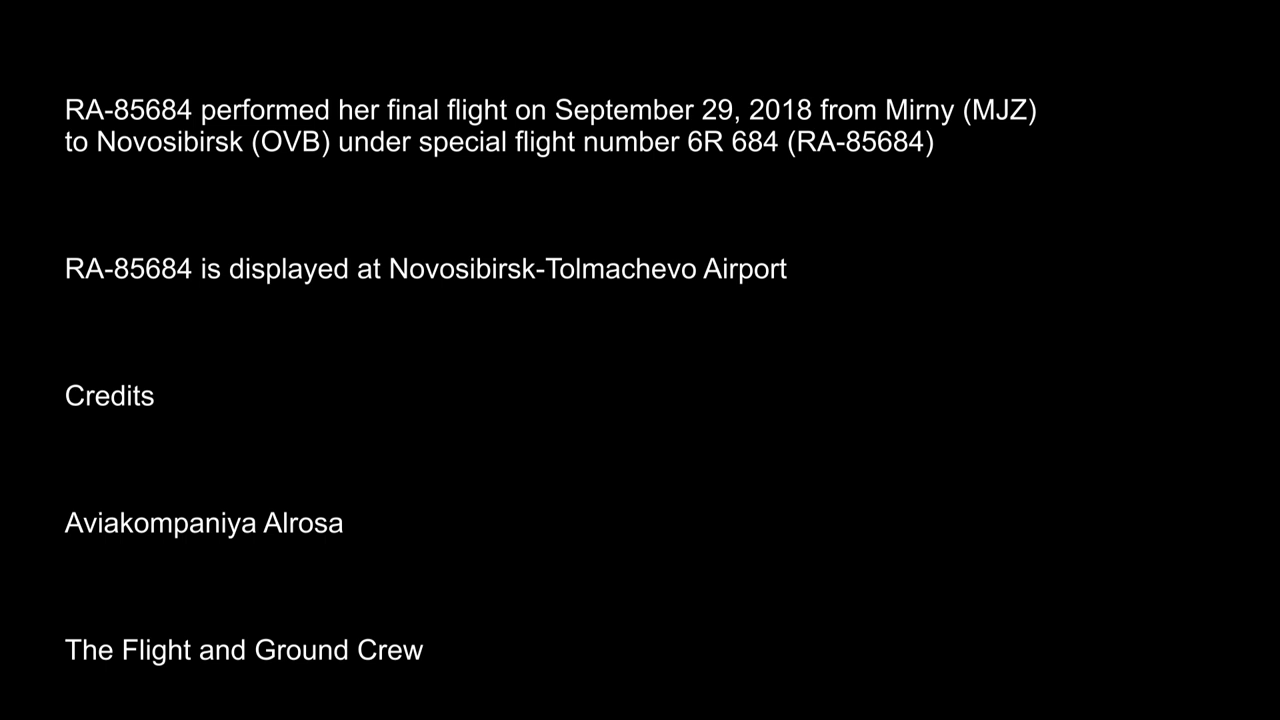 RA-85684 performed her final flight on September 29, 2018 from Mirny (MJZ)
to Novosibirsk (OVB) under special flight number 6R 684 (RA-85684)
RA-85684 is displayed at Novosibirsk-Tolmachevo Airport
Credits
Aviakompaniya Alrosa
The Flight and Ground Crew